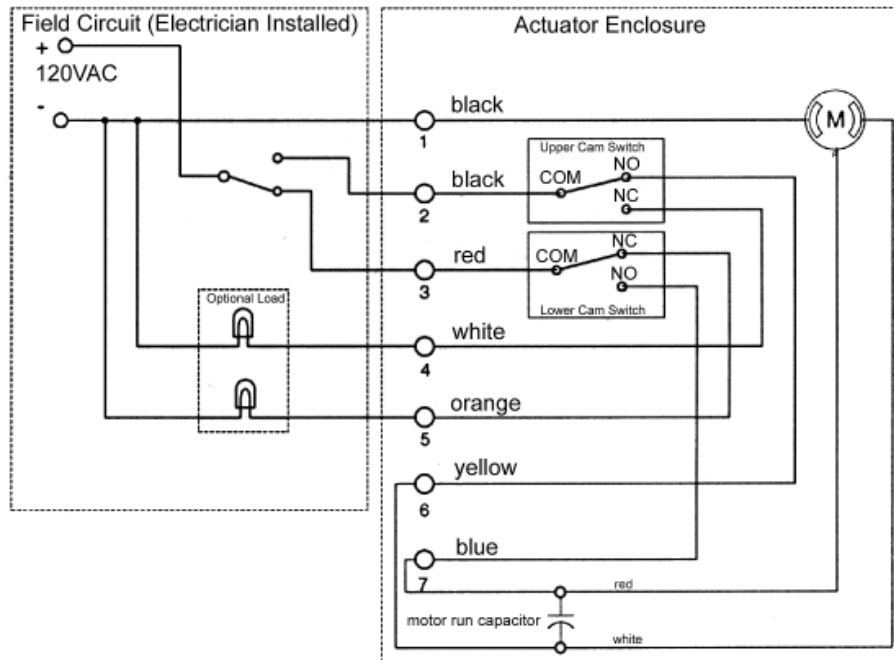 Field Circuit (Electrician Installed)
Actuator Enclosure
+
120VAC
-
black
1
M
Upper Cam Switch
NO
COM
NC
black
2
NC
COM
NO
Lower Cam Switch
red
3
Optional Load
white
4
orange
5
yellow
6
blue
7
red
motor run capacitor
white